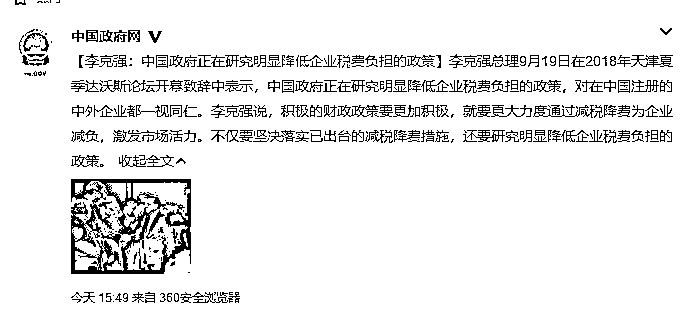 中国政府网 V
【李克强：中国政府正在研究明显降低企业税费负担的政策】李克强总理9月19日在2018年天津夏
季达沃斯论坛开幕致辞中表示，中国政府正在研究明显降低企业税费负担的政策，对在中国注册的
中外企业都一视同仁。李克强说，积极的财政政策要更加积极，就要更大力度通过减税降费为企业
减负，激发市场活力。不仅要坚决落实已出台的减税降费措施，还要研究明显降低企业税费负担的
政策。 收起全文
今天 15:49 来自 360安全浏览器